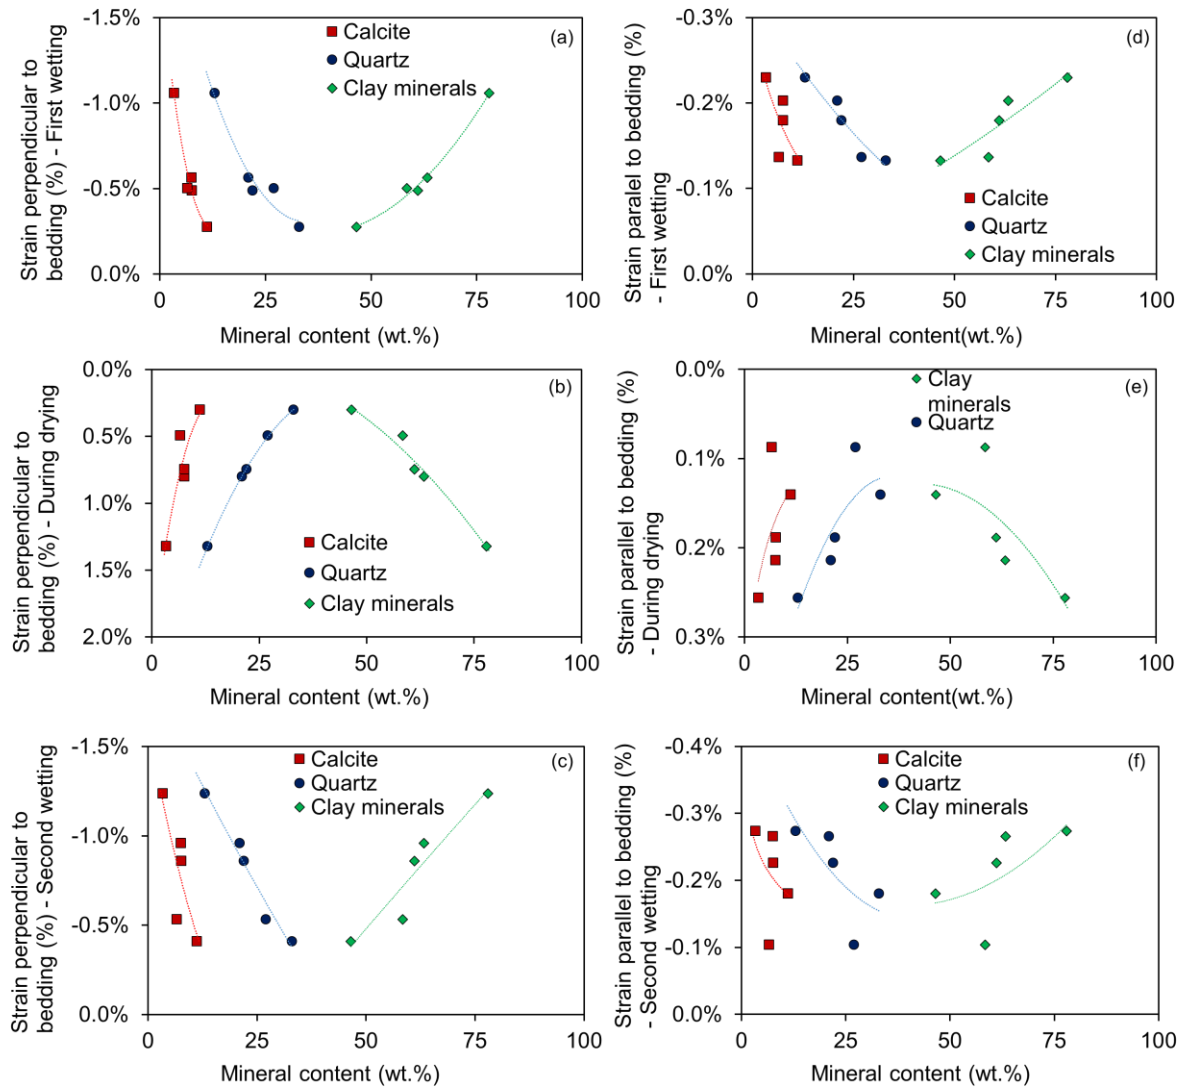 Strain perpendicular to
bedding (%) - First wetting
-1.5%
-1.0%
-0.5%
0.0%
(a)
Calcite
Quartz
Clay minerals
0
25
50
75
100
Mineral content (wt.%)
Strain paralel to bedding (%)
- First wetting
-0.3%
-0.2%
-0.1%
0.0%
(d)
Calcite
Quartz
Clay minerals
0
25
50
75
100
Mineral content(wt.%)
Strain perpendicular to
bedding (%) - During drying
0.0%
0.5%
1.0%
1.5%
2.0%
(b)
Calcite
Quartz
Clay minerals
0
25
50
75
100
Mineral content (wt.%)
Strain parallel to bedding (%)
- During drying
0.0%
0.1%
0.2%
0.3%
(e)
Clay
minerals
Quartz
0
25
50
75
100
Mineral content(wt.%)
Strain perpendicular to
bedding (%) - Second wetting
-1.5%
-1.0%
-0.5%
0.0%
(c)
Calcite
Quartz
Clay minerals
0
25
50
75
100
Mineral content (wt.%)
Strain parallel to bedding (%)
- Second wetting
-0.4%
-0.3%
-0.2%
-0.1%
0.0%
(f)
Calcite
Quartz
Clay minerals
0
25
50
75
100
Mineral content (wt.%)